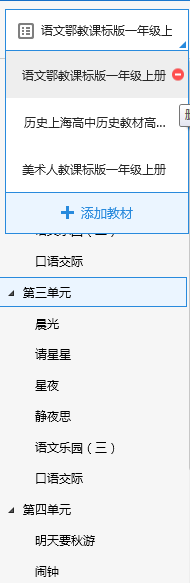 语文鄂教课标版一年级上
语文鄂教课标版一年级上册
历史上海高中历史教材高...
美术人教课标版一年级上册
添加教材
口语交际
第三单元
晨光
请星星
星夜
静夜思
语文乐园（三）
口语交际
第四单元
明天要秋游
闹钟